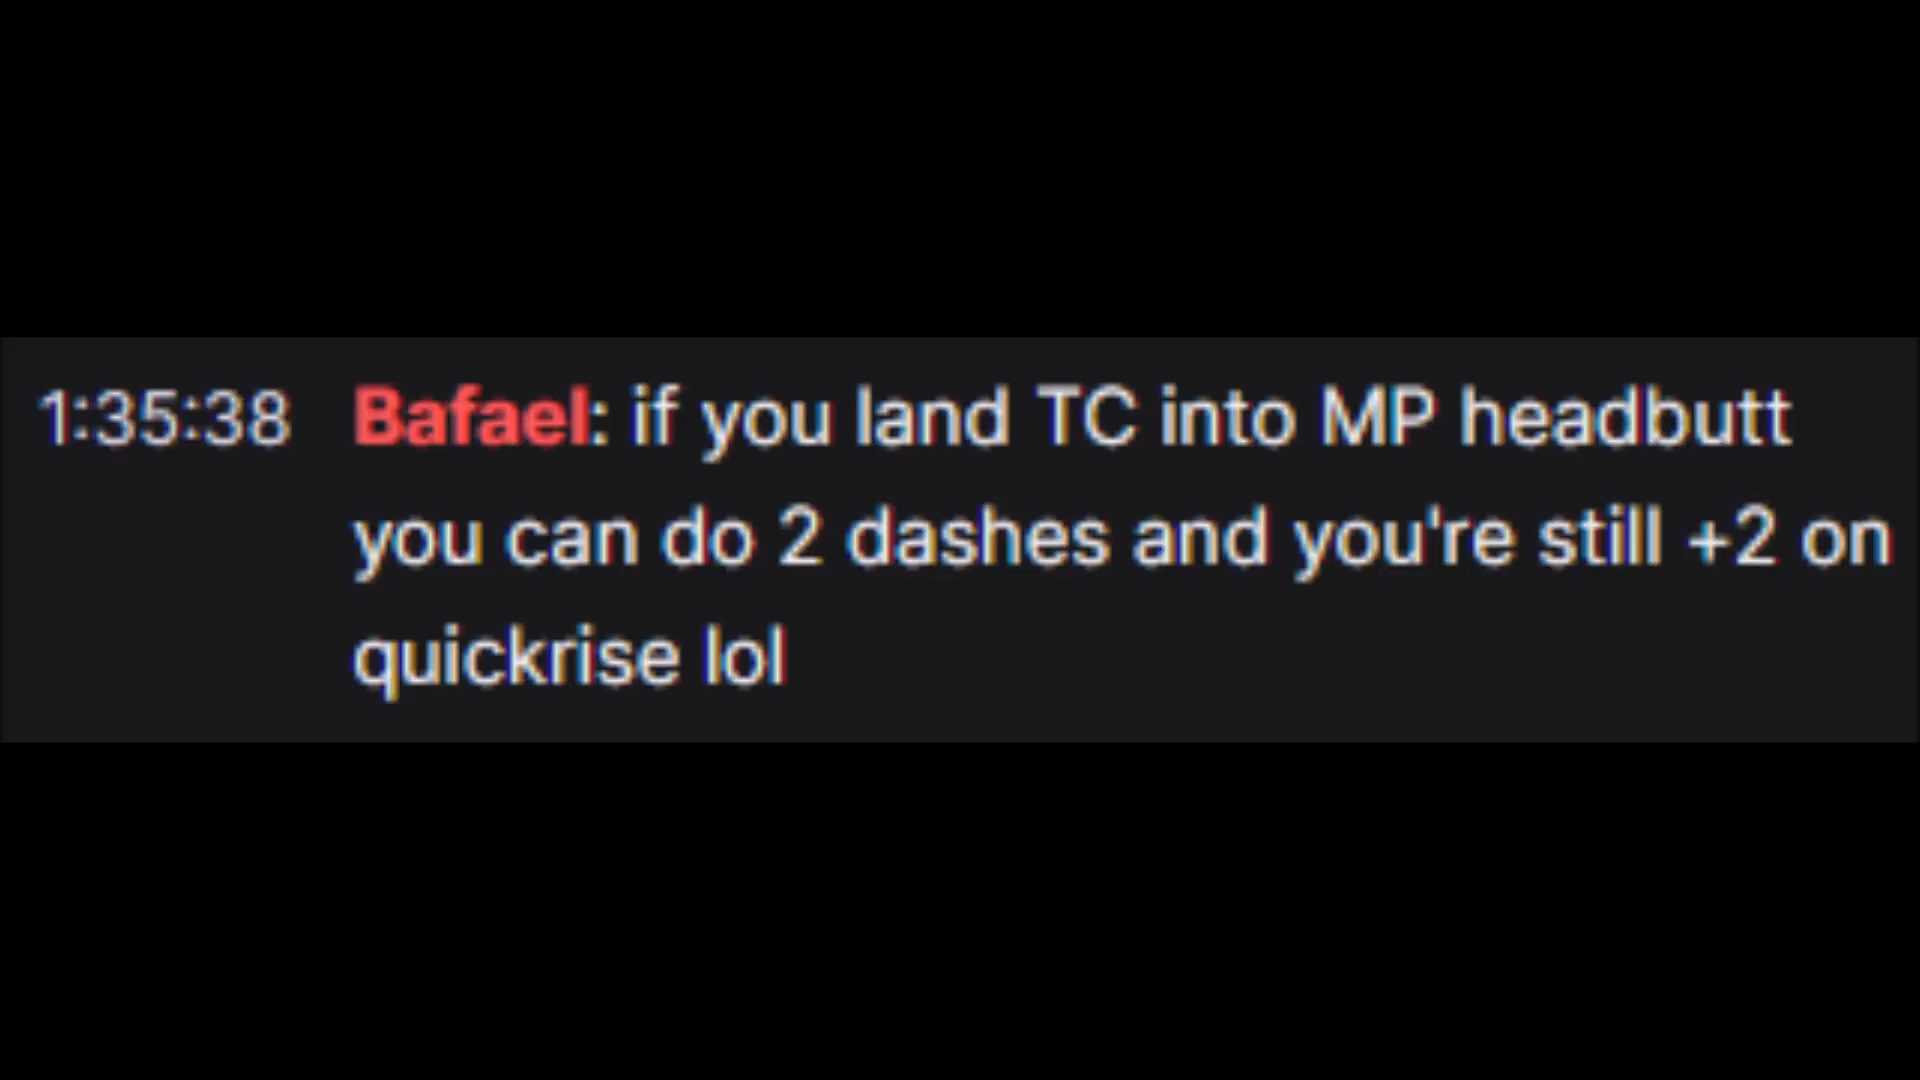 1:35:38 Bafael: if you land TC into MP headbutt
you can do 2 dashes and you're still +2 on
quickrise lol